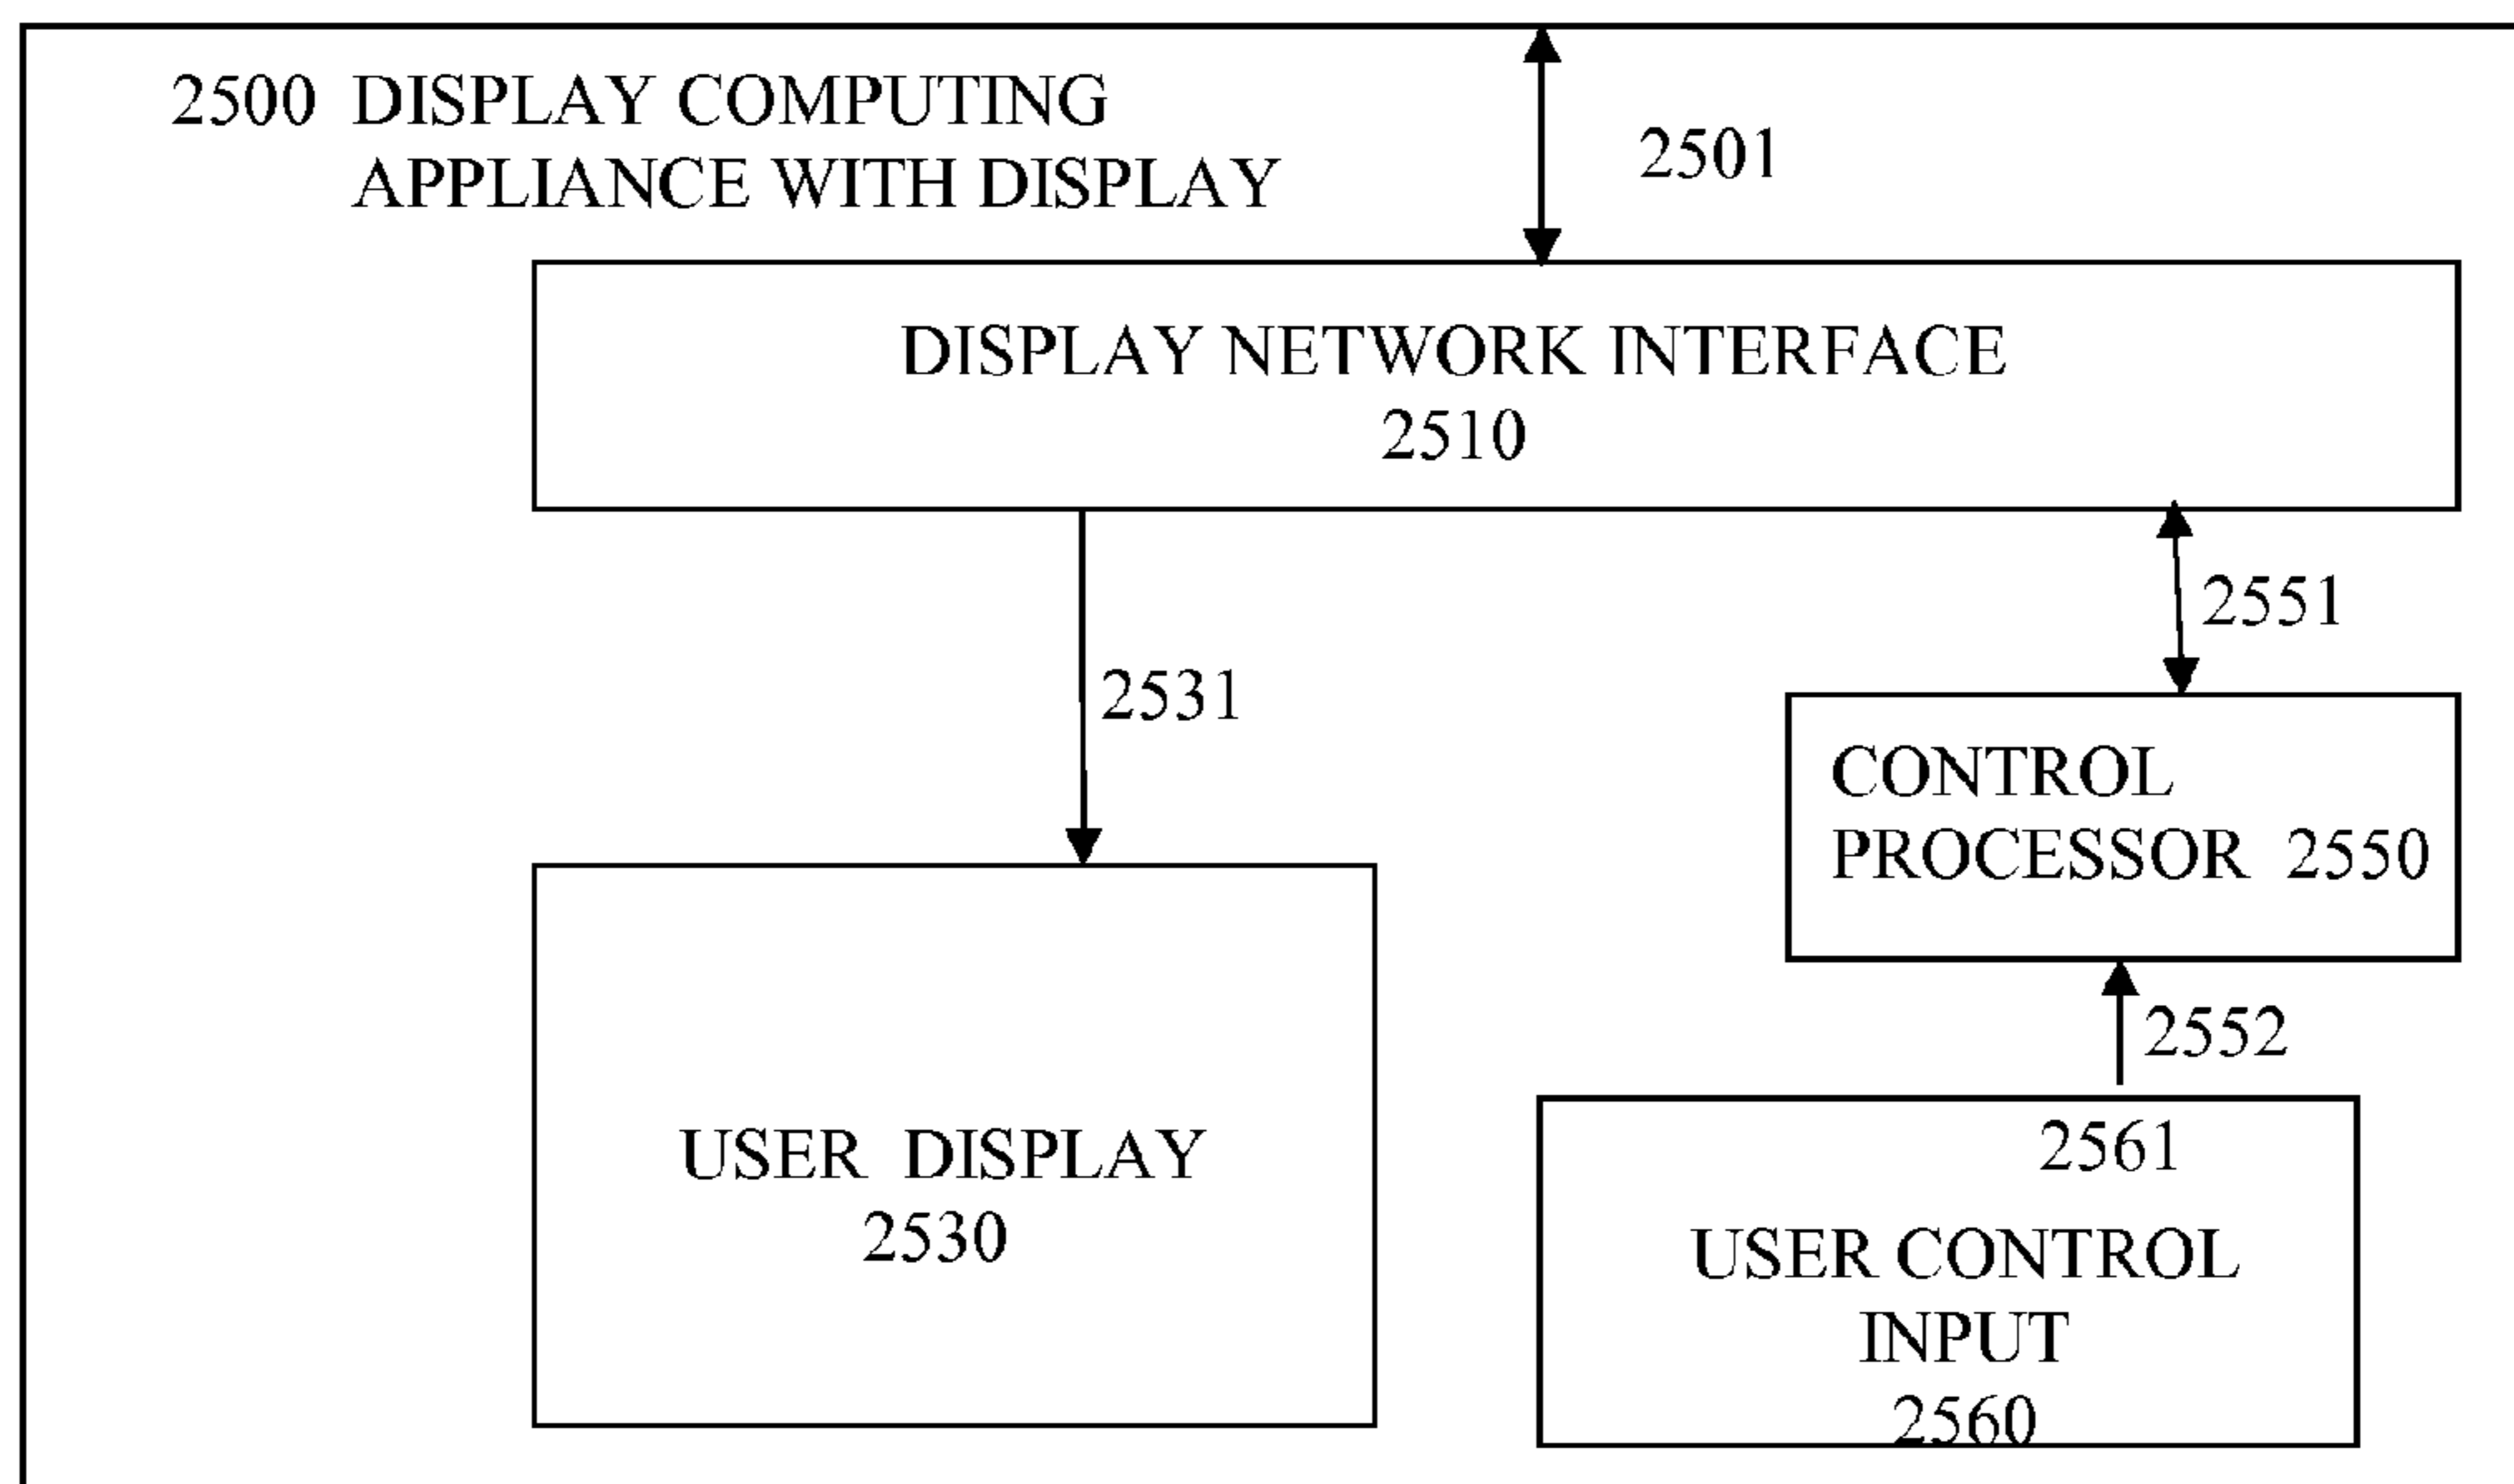 2500 DISPLAY COMPUTING
APPLIANCE WITH DISPLAY
2501
DISPLAY NETWORK INTERFACE
2510
2551
2531
CONTROL
PROCESSOR 2550
2552
2561
USER DISPLAY
2530
USER CONTROL
INPUT
2560